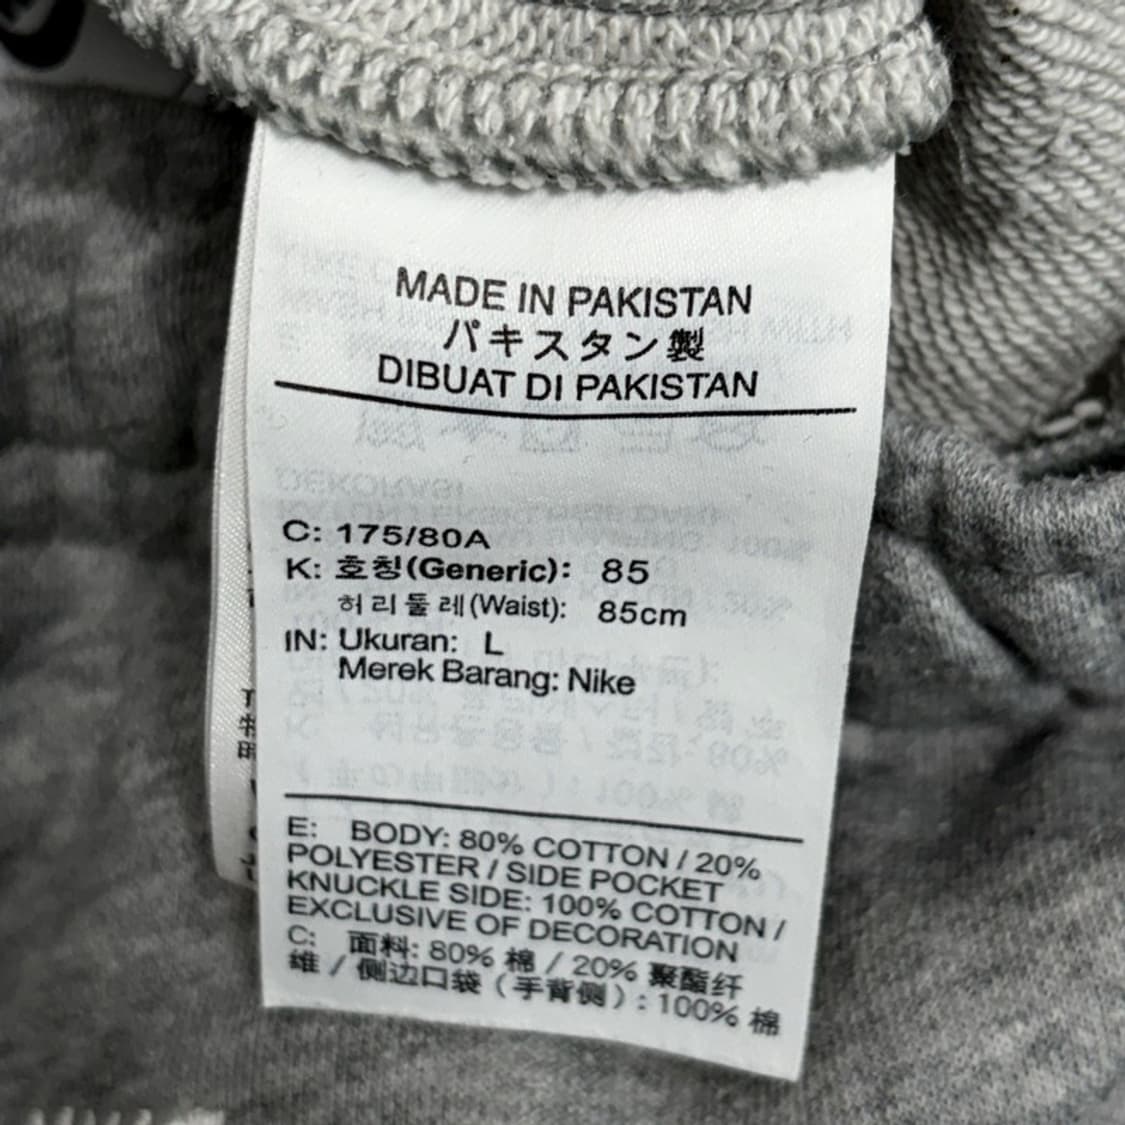 MADE IN PAKISTAN
パキスタン製
DIBUAT DI PAKISTAN
C: 175/80A
K: 호칭(Generic): 85
허리둘레(Waist): 85cm
IN: Ukuran: L
Merek Barang: Nike
E: BODY: 80% COTTON / 20%
POLYESTER / SIDE POCKET
KNUCKLE SIDE: 100% COTTON /
EXCLUSIVE OF DECORATION
C: 面料: 80% 棉 / 20% 聚酯纤
维 / 侧边口袋（手背侧）: 100% 棉